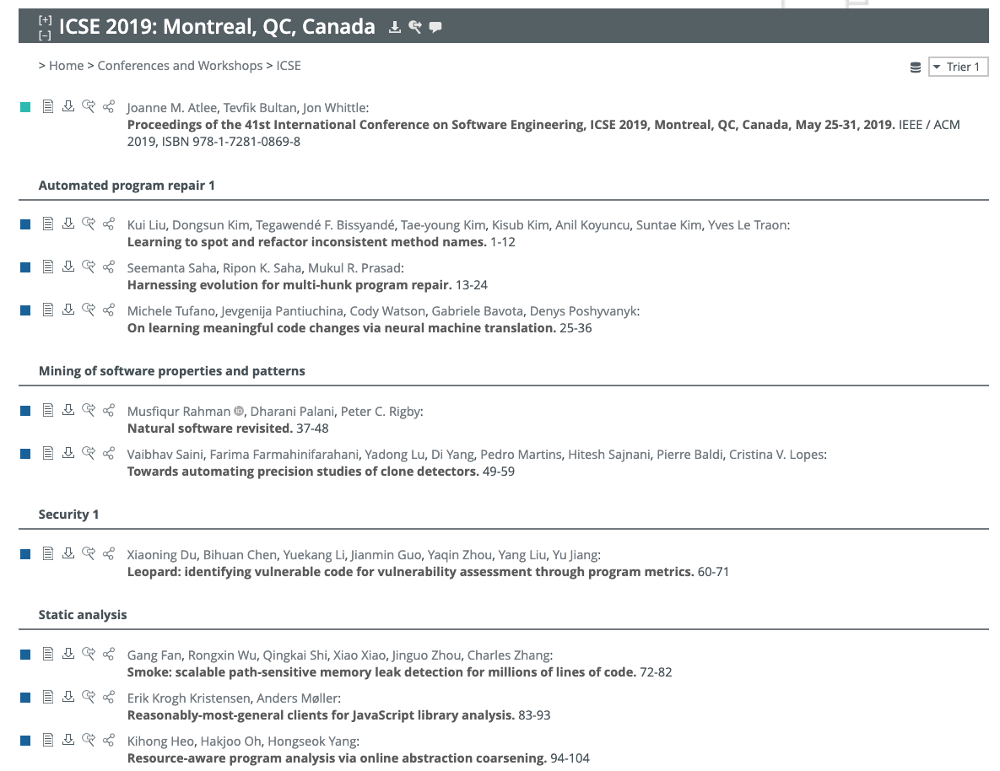 [+]
[–]
ICSE 2019: Montreal, QC, Canada
> Home > Conferences and Workshops > ICSE
Trier 1
Joanne M. Atlee, Tevfik Bultan, Jon Whittle:
Proceedings of the 41st International Conference on Software Engineering, ICSE 2019, Montreal, QC, Canada, May 25-31, 2019. IEEE / ACM
2019, ISBN 978-1-7281-0869-8
Automated program repair 1
Kui Liu, Dongsun Kim, Tegawendé F. Bissyandé, Tae-young Kim, Kisub Kim, Anil Koyuncu, Suntae Kim, Yves Le Traon:
Learning to spot and refactor inconsistent method names. 1-12
Seemanta Saha, Ripon K. Saha, Mukul R. Prasad:
Harnessing evolution for multi-hunk program repair. 13-24
Michele Tufano, Jevgenija Pantiuchina, Cody Watson, Gabriele Bavota, Denys Poshyvanyk:
On learning meaningful code changes via neural machine translation. 25-36
Mining of software properties and patterns
Musfiqur Rahman iD, Dharani Palani, Peter C. Rigby:
Natural software revisited. 37-48
Vaibhav Saini, Farima Farmahinifarahani, Yadong Lu, Di Yang, Pedro Martins, Hitesh Sajnani, Pierre Baldi, Cristina V. Lopes:
Towards automating precision studies of clone detectors. 49-59
Security 1
Xiaoning Du, Bihuan Chen, Yuekang Li, Jianmin Guo, Yaqin Zhou, Yang Liu, Yu Jiang:
Leopard: identifying vulnerable code for vulnerability assessment through program metrics. 60-71
Static analysis
Gang Fan, Rongxin Wu, Qingkai Shi, Xiao Xiao, Jinguo Zhou, Charles Zhang:
Smoke: scalable path-sensitive memory leak detection for millions of lines of code. 72-82
Erik Krogh Kristensen, Anders Møller:
Reasonably-most-general clients for JavaScript library analysis. 83-93
Kihong Heo, Hakjoo Oh, Hongseok Yang:
Resource-aware program analysis via online abstraction coarsening. 94-104